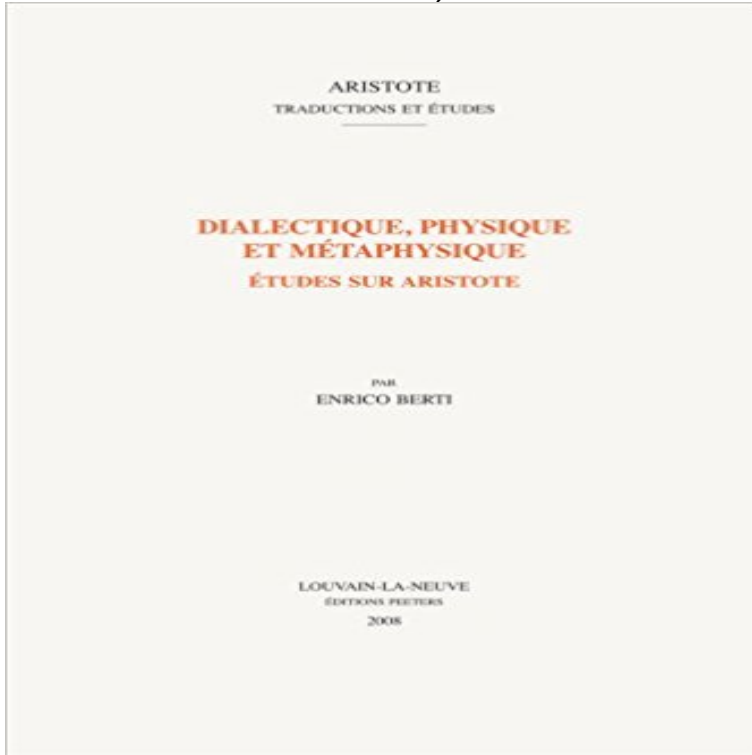 ARISTOTE
TRADUCTIONS ET ÉTUDES
DIALECTIQUE, PHYSIQUE
ET MÉTAPHYSIQUE
ÉTUDES SUR ARISTOTE
PAR
ENRICO BERTI
LOUVAIN-LA-NEUVE
ÉDITIONS PEETERS
2008